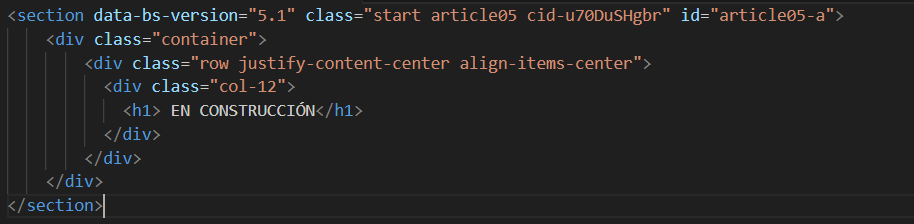 <section data-bs-version="5.1" class="start article05 cid-u70DuSHgbr" id="article05-a">
<div class="container">
<div class="row justify-content-center align-items-center">
<div class="col-12">
<h1> EN CONSTRUCCIÓN</h1>
</div>
</div>
</div>
</section>